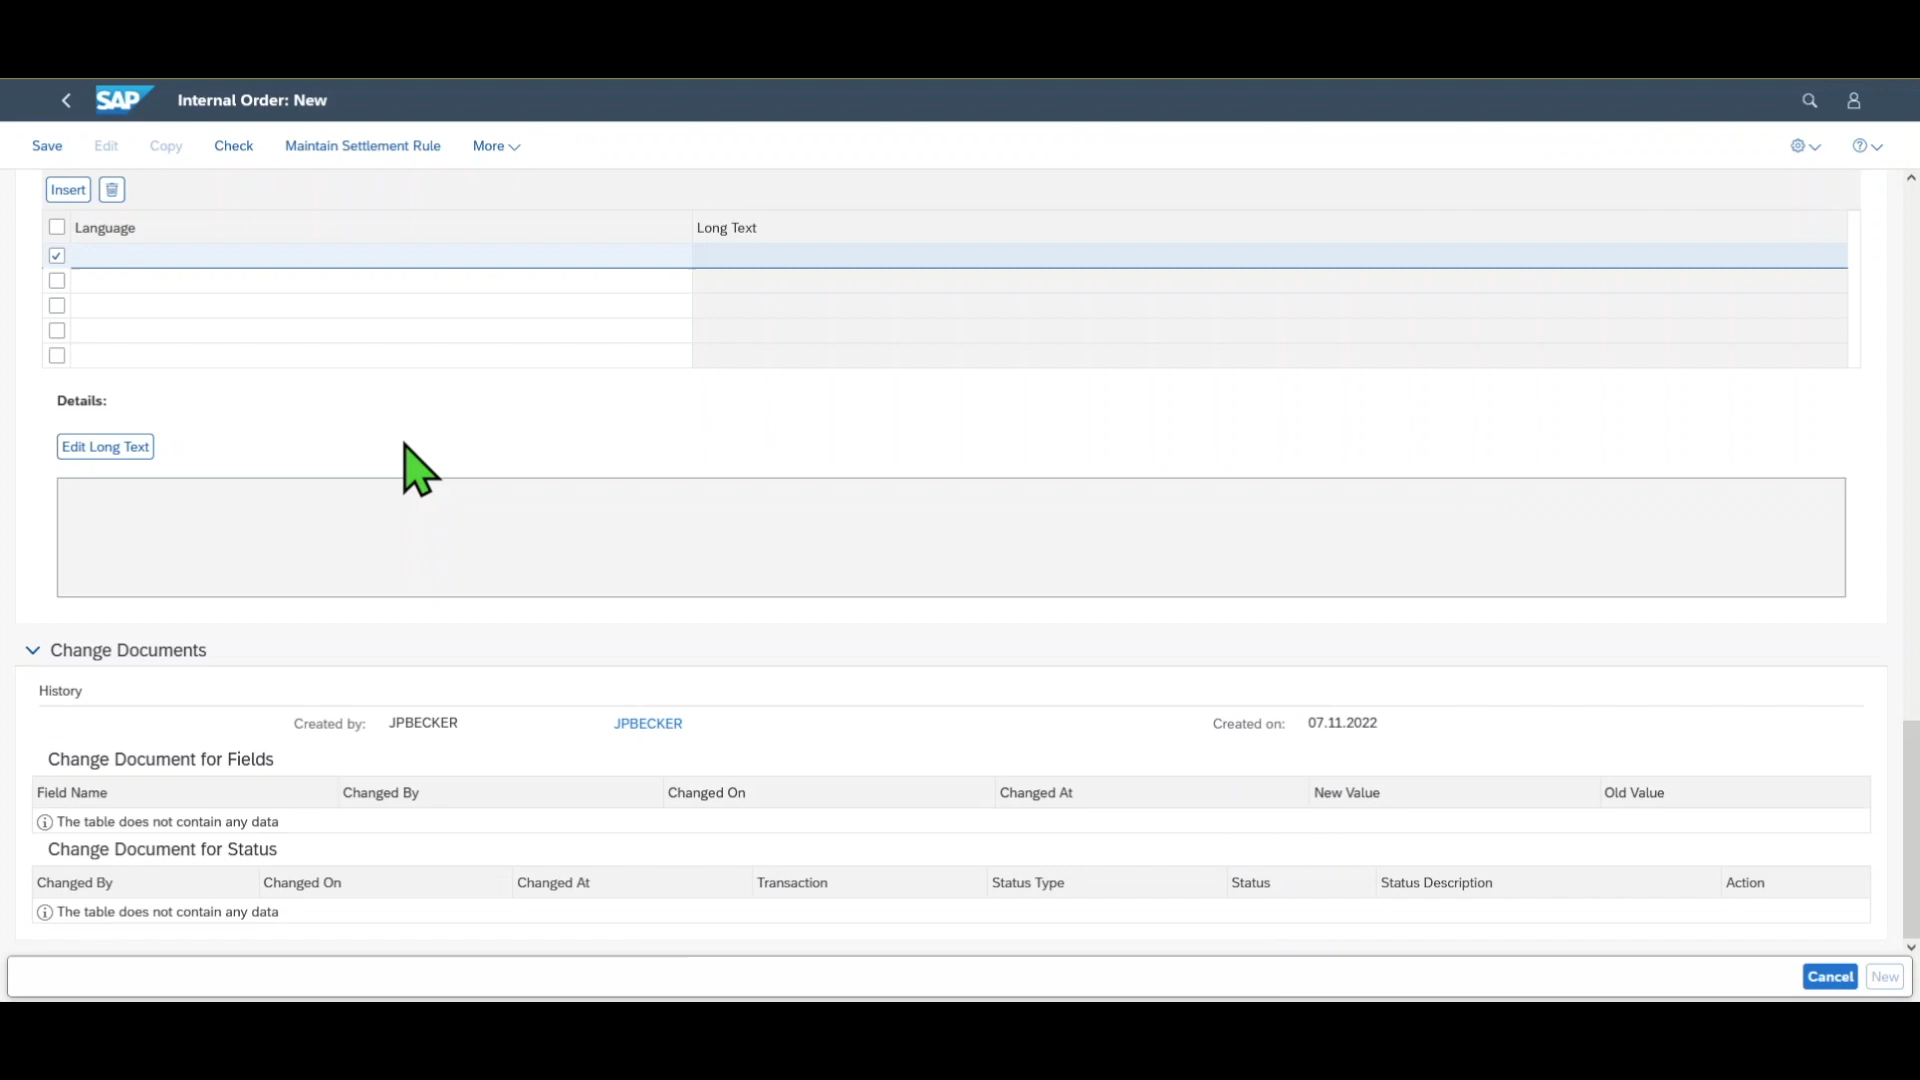 SAP Internal Order: New
Save Edit Copy Check Maintain Settlement Rule More
Insert
Language Long Text
Details:
Edit Long Text
Change Documents
History
Created by: JPBECKER JPBECKER Created on: 07.11.2022
Change Document for Fields
Field Name Changed By Changed On Changed At New Value Old Value
The table does not contain any data
Change Document for Status
Changed By Changed On Changed At Transaction Status Type Status Status Description Action
The table does not contain any data
Cancel New